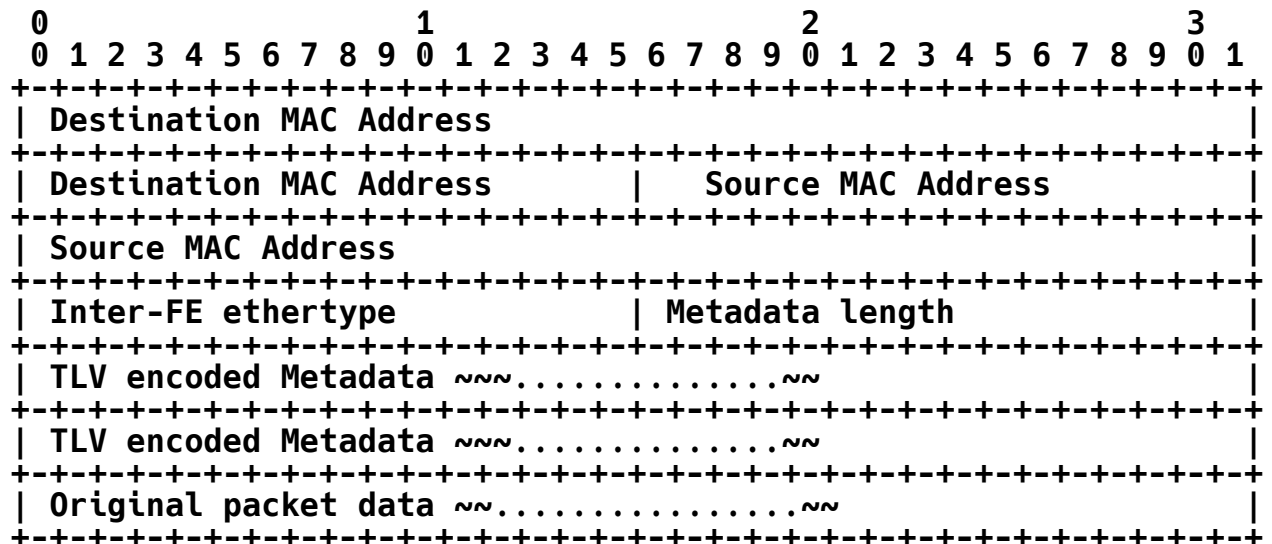 0                   1                   2                   3
 0 1 2 3 4 5 6 7 8 9 0 1 2 3 4 5 6 7 8 9 0 1 2 3 4 5 6 7 8 9 0 1
+-+-+-+-+-+-+-+-+-+-+-+-+-+-+-+-+-+-+-+-+-+-+-+-+-+-+-+-+-+-+-+-+
| Destination MAC Address                                       |
+-+-+-+-+-+-+-+-+-+-+-+-+-+-+-+-+-+-+-+-+-+-+-+-+-+-+-+-+-+-+-+-+
| Destination MAC Address       |   Source MAC Address          |
+-+-+-+-+-+-+-+-+-+-+-+-+-+-+-+-+-+-+-+-+-+-+-+-+-+-+-+-+-+-+-+-+
| Source MAC Address                                            |
+-+-+-+-+-+-+-+-+-+-+-+-+-+-+-+-+-+-+-+-+-+-+-+-+-+-+-+-+-+-+-+-+
| Inter-FE ethertype            | Metadata length               |
+-+-+-+-+-+-+-+-+-+-+-+-+-+-+-+-+-+-+-+-+-+-+-+-+-+-+-+-+-+-+-+-+
| TLV encoded Metadata ~~~..............~~                      |
+-+-+-+-+-+-+-+-+-+-+-+-+-+-+-+-+-+-+-+-+-+-+-+-+-+-+-+-+-+-+-+-+
| TLV encoded Metadata ~~~..............~~                      |
+-+-+-+-+-+-+-+-+-+-+-+-+-+-+-+-+-+-+-+-+-+-+-+-+-+-+-+-+-+-+-+-+
| Original packet data ~~................~~                     |
+-+-+-+-+-+-+-+-+-+-+-+-+-+-+-+-+-+-+-+-+-+-+-+-+-+-+-+-+-+-+-+-+